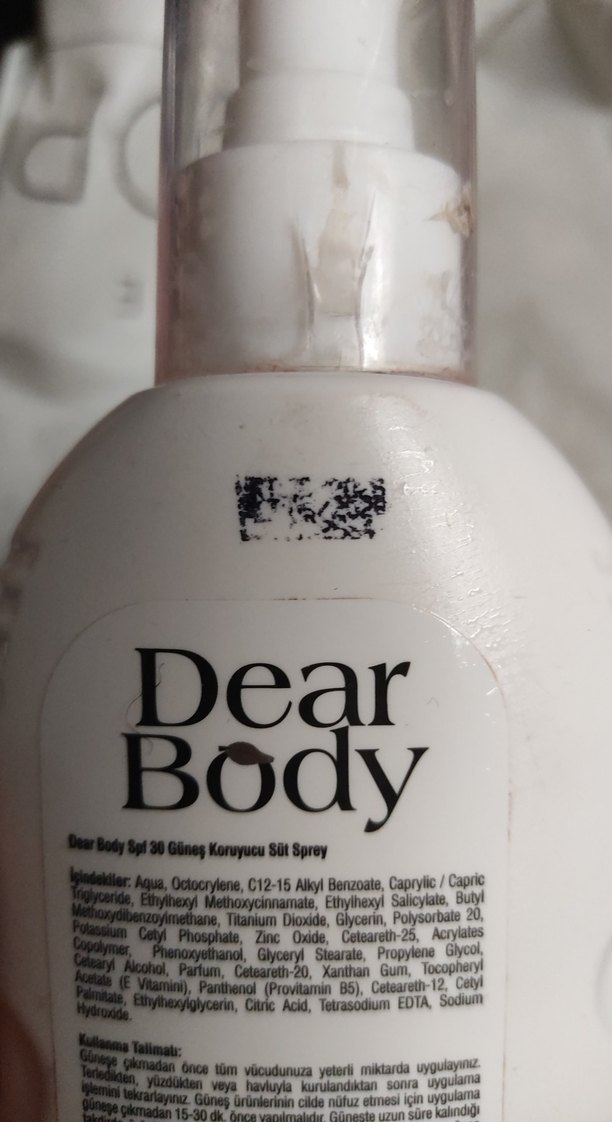 Dear
Body
Dear Body Spf 30 Güneş Koruyucu Süt Sprey
İçindekiler: Aqua, Octocrylene, C12-15 Alkyl Benzoate, Caprylic / Capric
Triglyceride, Ethylhexyl Methoxycinnamate, Ethylhexyl Salicylate, Butyl
Methoxydibenzoylmethane, Titanium Dioxide, Glycerin, Polysorbate 20,
Potassium Cetyl Phosphate, Zinc Oxide, Ceteareth-25, Acrylates
Copolymer, Phenoxyethanol, Glyceryl Stearate, Propylene Glycol,
Cetearyl Alcohol, Parfum, Ceteareth-20, Xanthan Gum, Tocopheryl
Acetate (E Vitamini), Panthenol (Provitamin B5), Ceteareth-12, Cetyl
Palmitate, Ethylhexylglycerin, Citric Acid, Tetrasodium EDTA, Sodium
Hydroxide.
Kullanma Talimatı:
Güneşe çıkmadan önce tüm vücudunuza yeterli miktarda uygulayınız.
Terledikten, yüzdükten veya havluyla kurulandıktan sonra uygulama
işlemini tekrarlayınız. Güneş ürünlerinin cilde nüfuz etmesi için uygulama
güneşe çıkmadan 15-30 dk. önce yapılmalıdır. Güneşte uzun süre kalındığı